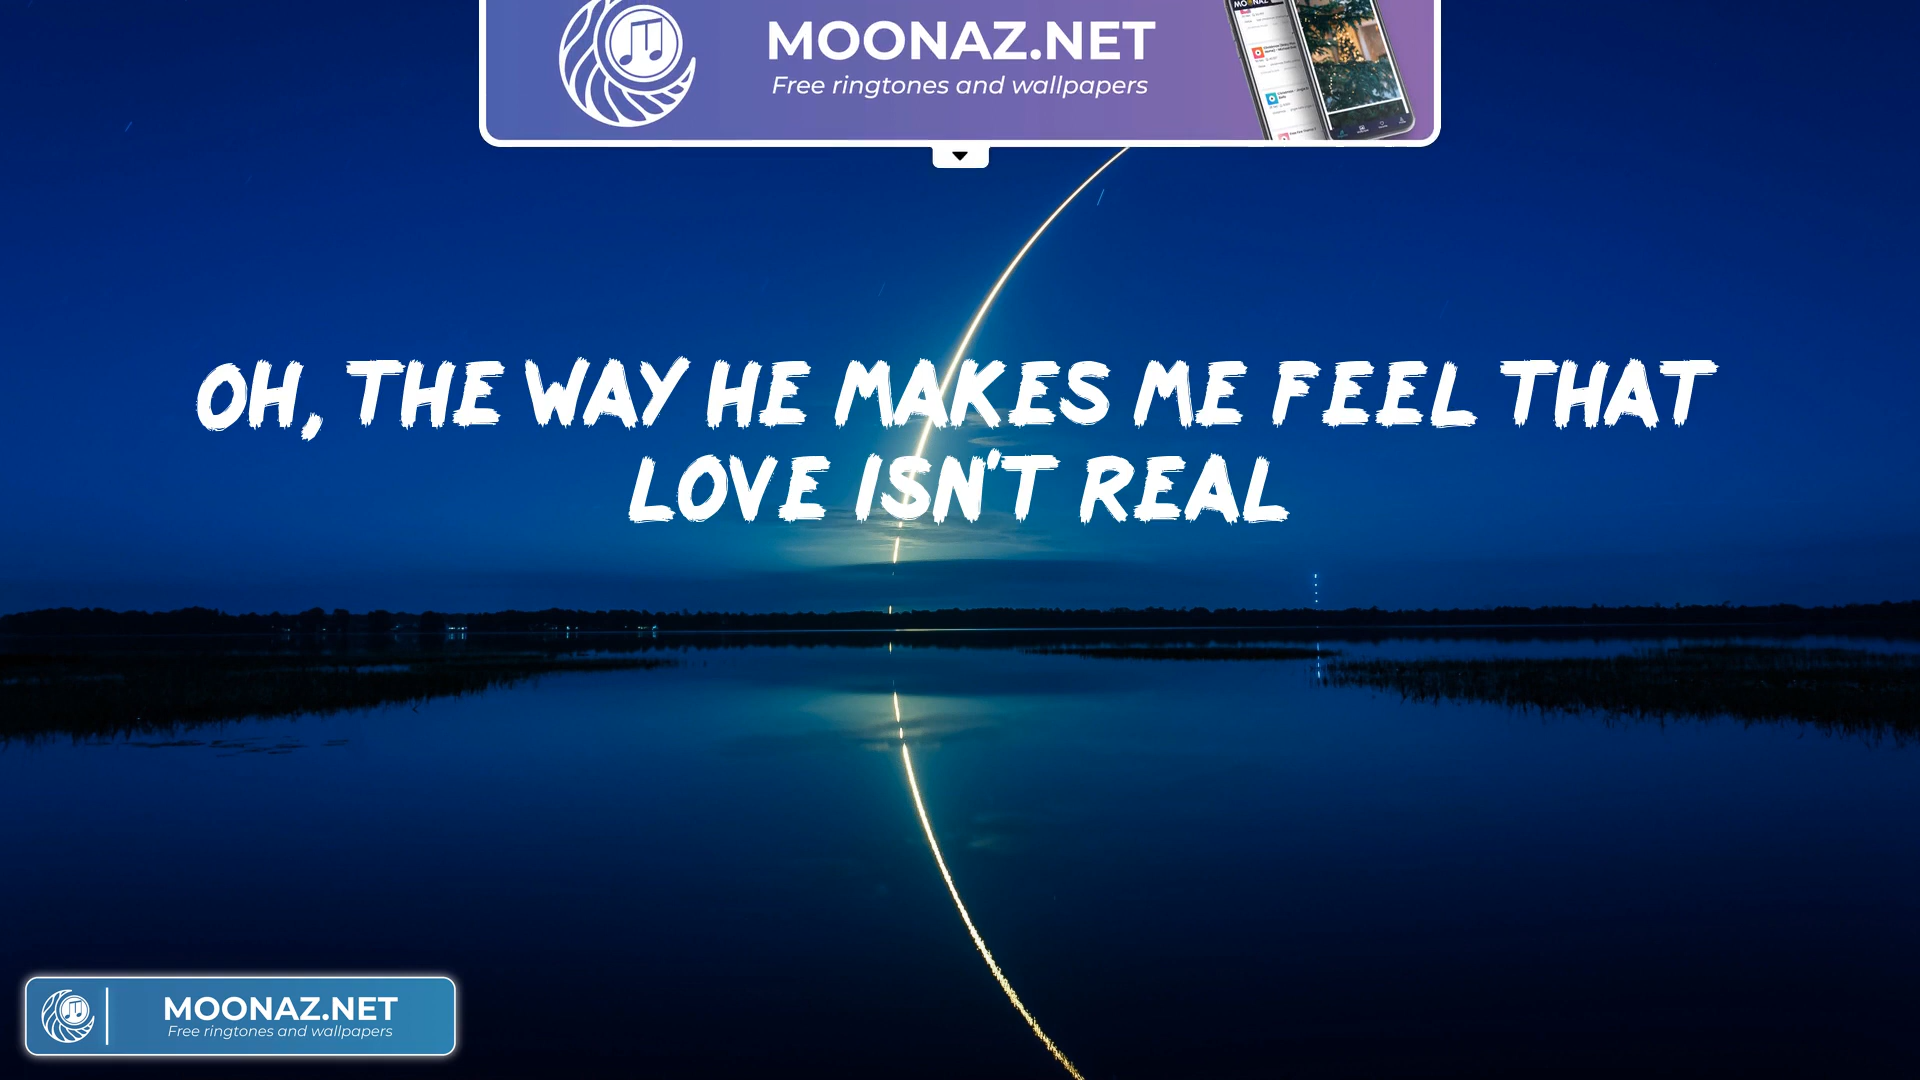 MOONAZ.NET
Free ringtones and wallpapers
OH, THE WAY HE MAKES ME FEEL THAT
LOVE ISN'T REAL
MOONAZ.NET
Free ringtones and wallpapers